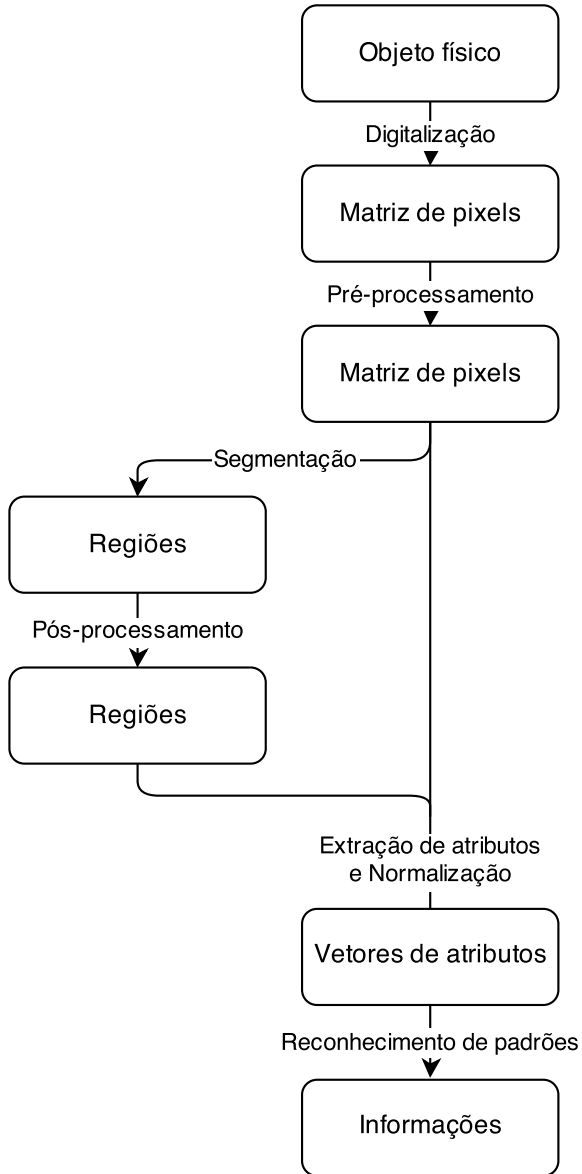 Objeto físico
Digitalização
Matriz de pixels
Pré-processamento
Matriz de pixels
Segmentação
Regiões
Pós-processamento
Regiões
Extração de atributos
e Normalização
Vetores de atributos
Reconhecimento de padrões
Informações